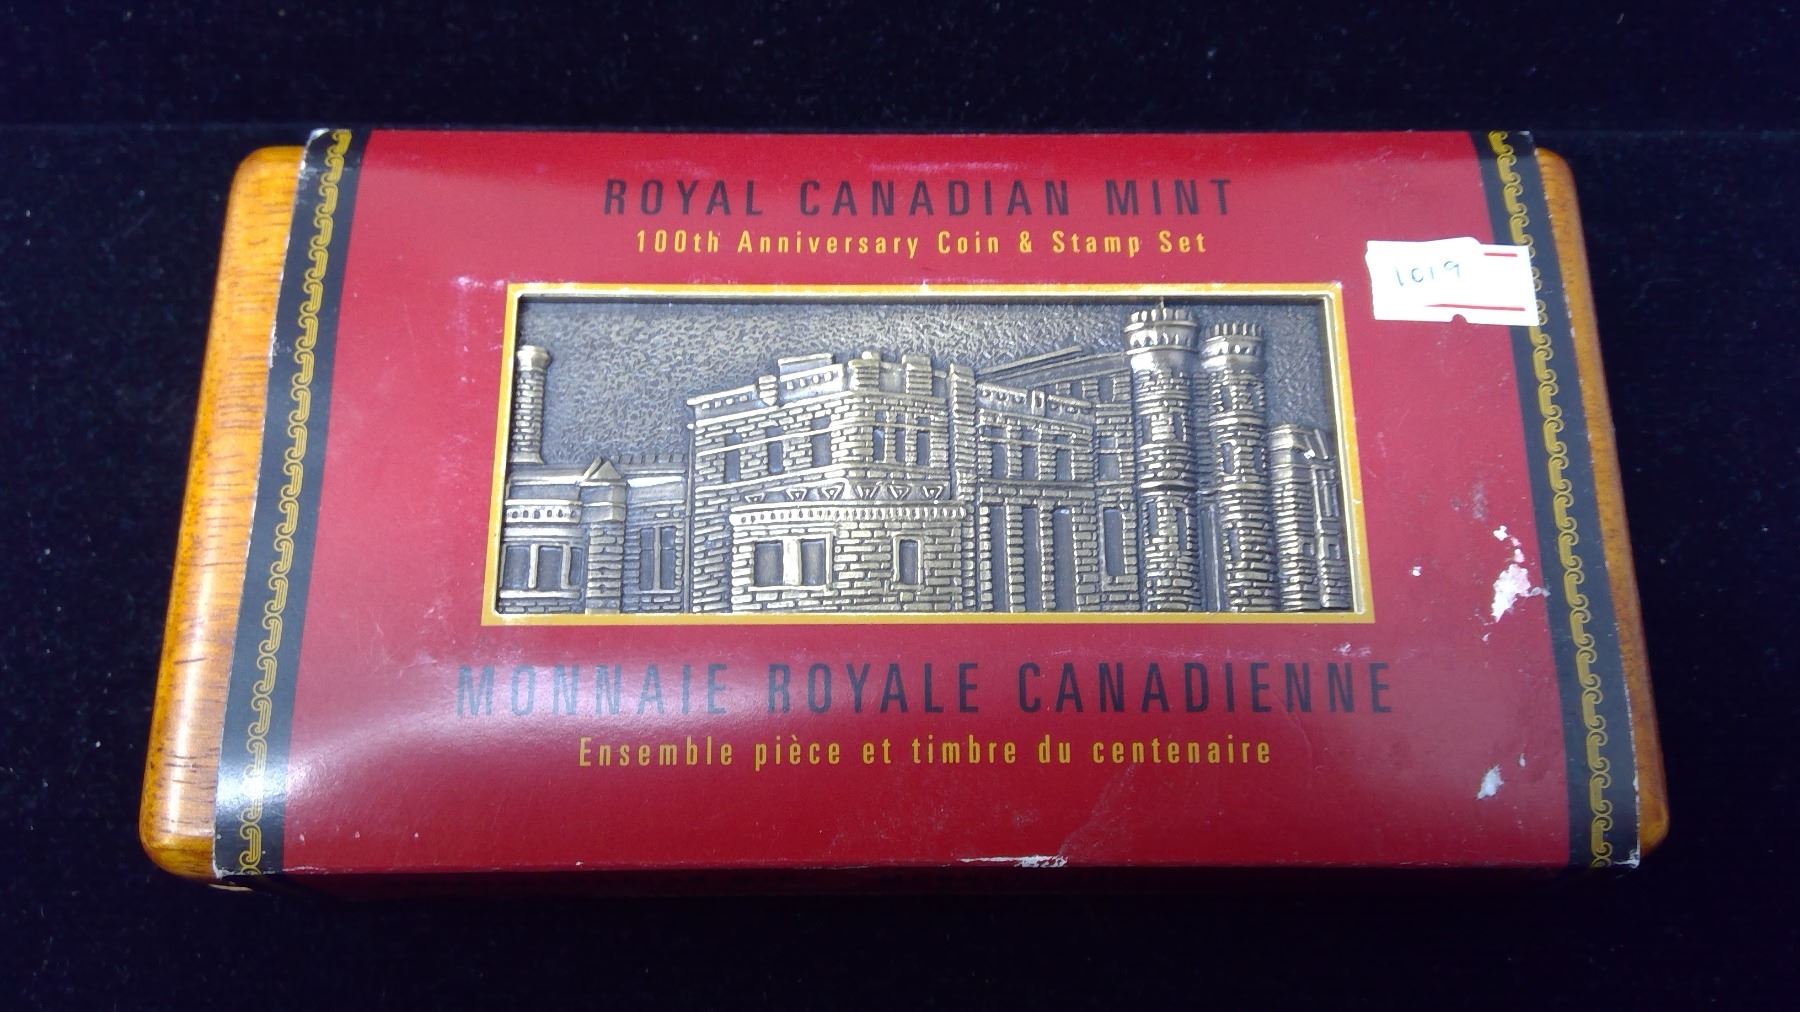 ROYAL CANADIAN MINT
100th Anniversary Coin & Stamp Set
1019
MONNAIE ROYALE CANADIENNE
Ensemble pièce et timbre du centenaire